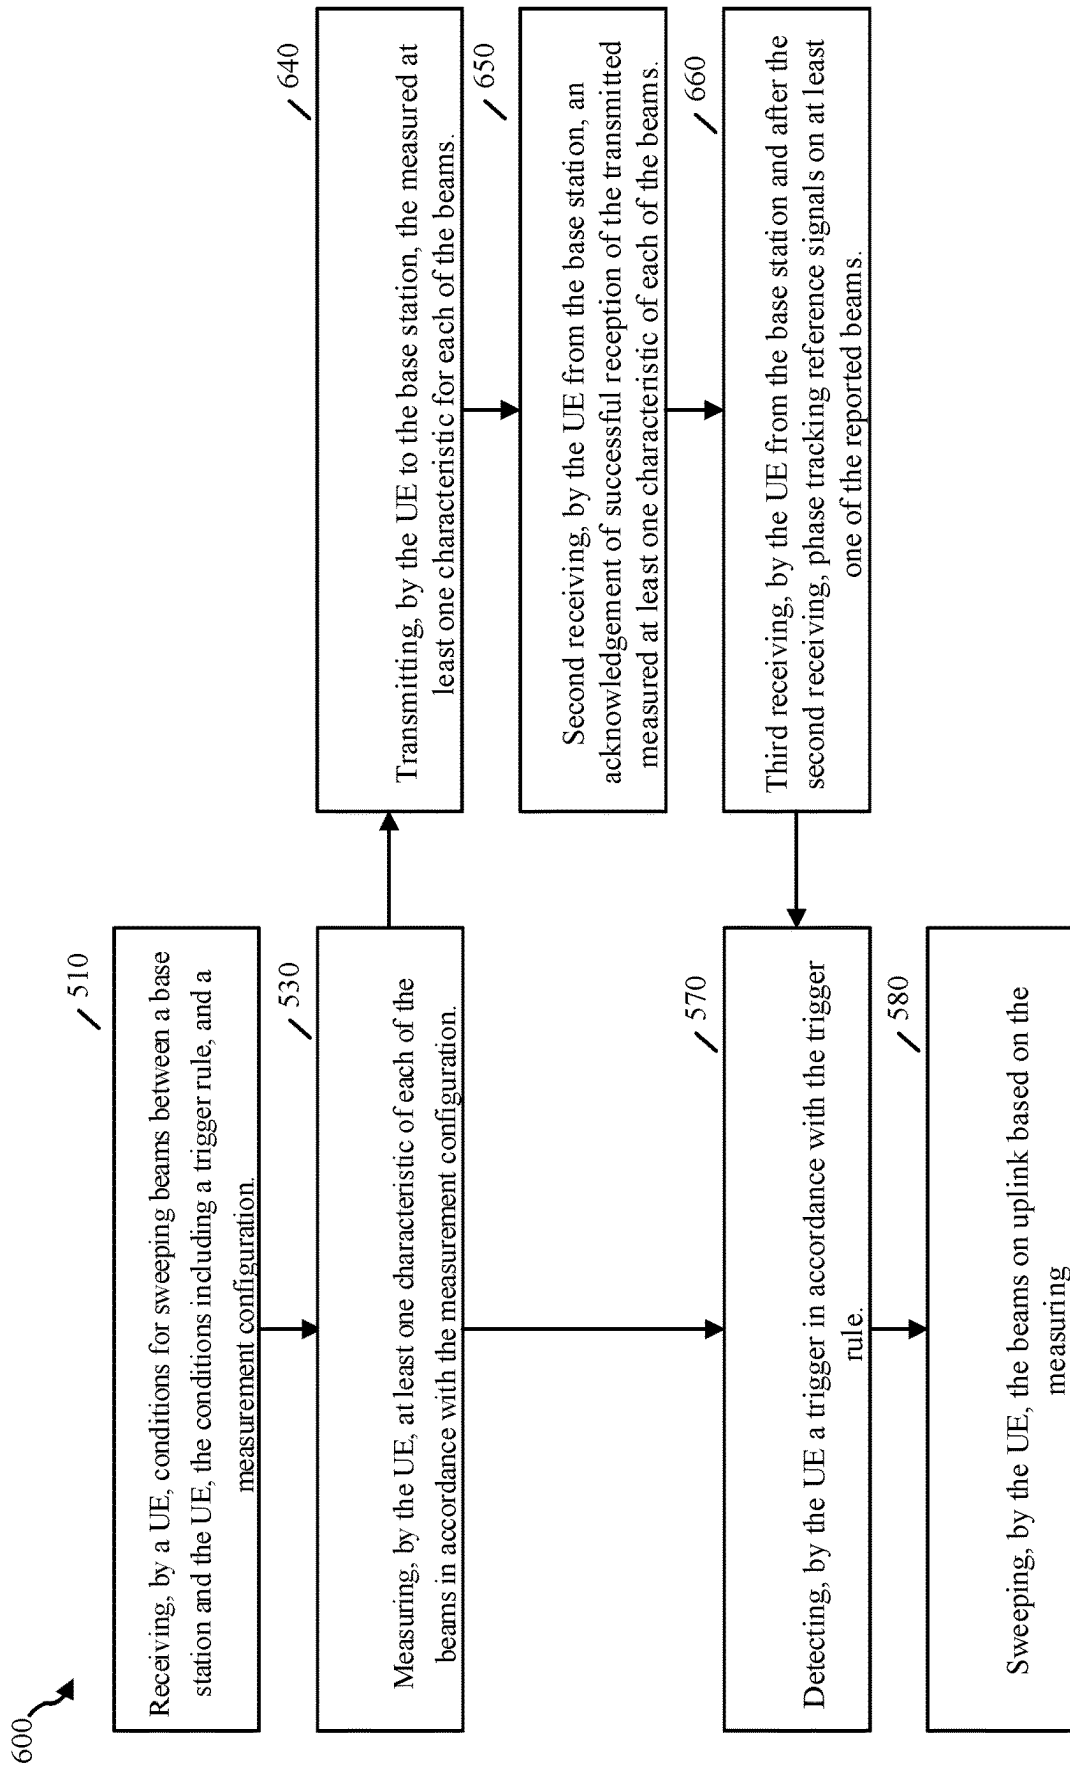 600
510
Receiving, by a UE, conditions for sweeping beams between a base
station and the UE, the conditions including a trigger rule, and a
measurement configuration.
530
Measuring, by the UE, at least one characteristic of each of the
beams in accordance with the measurement configuration.
640
Transmitting, by the UE to the base station, the measured at
least one characteristic for each of the beams.
650
Second receiving, by the UE from the base station, an
acknowledgement of successful reception of the transmitted
measured at least one characteristic of each of the beams.
660
Third receiving, by the UE from the base station and after the
second receiving, phase tracking reference signals on at least
one of the reported beams.
570
Detecting, by the UE a trigger in accordance with the trigger
rule.
580
Sweeping, by the UE, the beams on uplink based on the
measuring